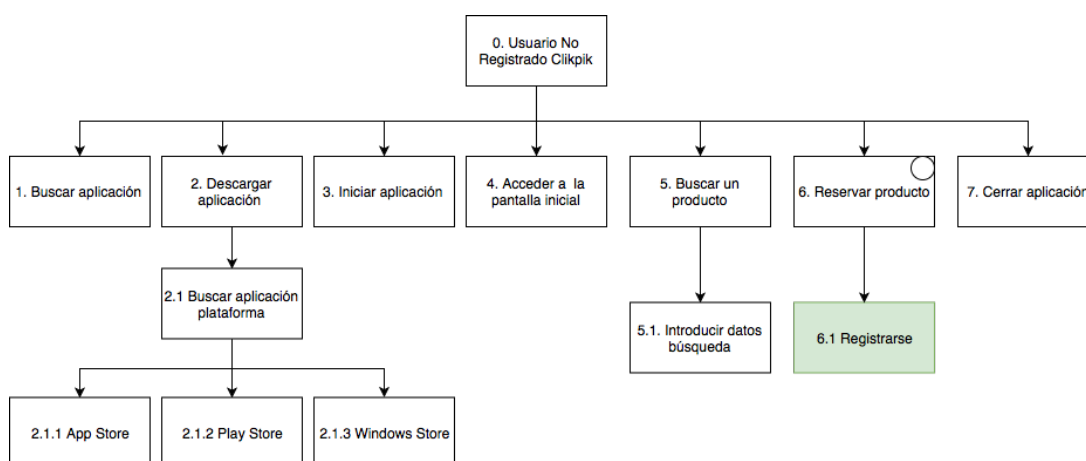 0. Usuario No
Registrado Clikpik
1. Buscar aplicación
2. Descargar
aplicación
3. Iniciar aplicación
4. Acceder a la
pantalla inicial
5. Buscar un
producto
6. Reservar producto
7. Cerrar aplicación
2.1 Buscar aplicación
plataforma
5.1. Introducir datos
búsqueda
6.1 Registrarse
2.1.1 App Store
2.1.2 Play Store
2.1.3 Windows Store